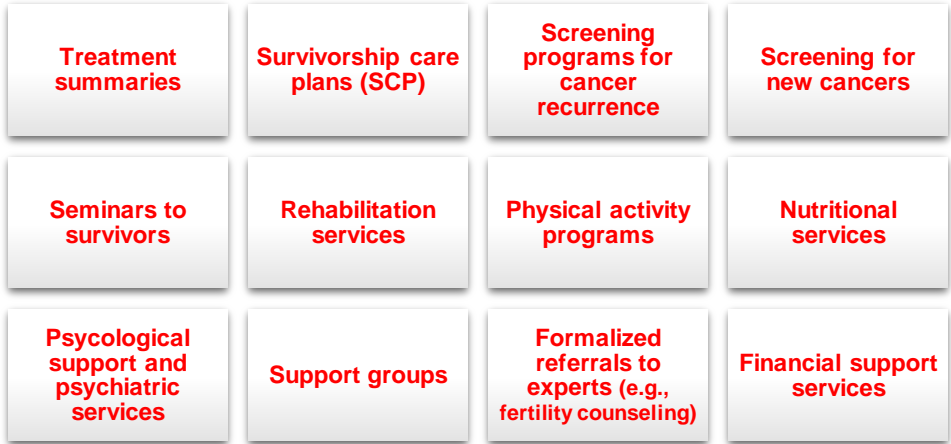 Treatment
summaries
Survivorship care
plans (SCP)
Screening
programs for
cancer
recurrence
Screening for
new cancers
Seminars to
survivors
Rehabilitation
services
Physical activity
programs
Nutritional
services
Psycological
support and
psychiatric
services
Support groups
Formalized
referrals to
experts (e.g.,
fertility counseling)
Financial support
services